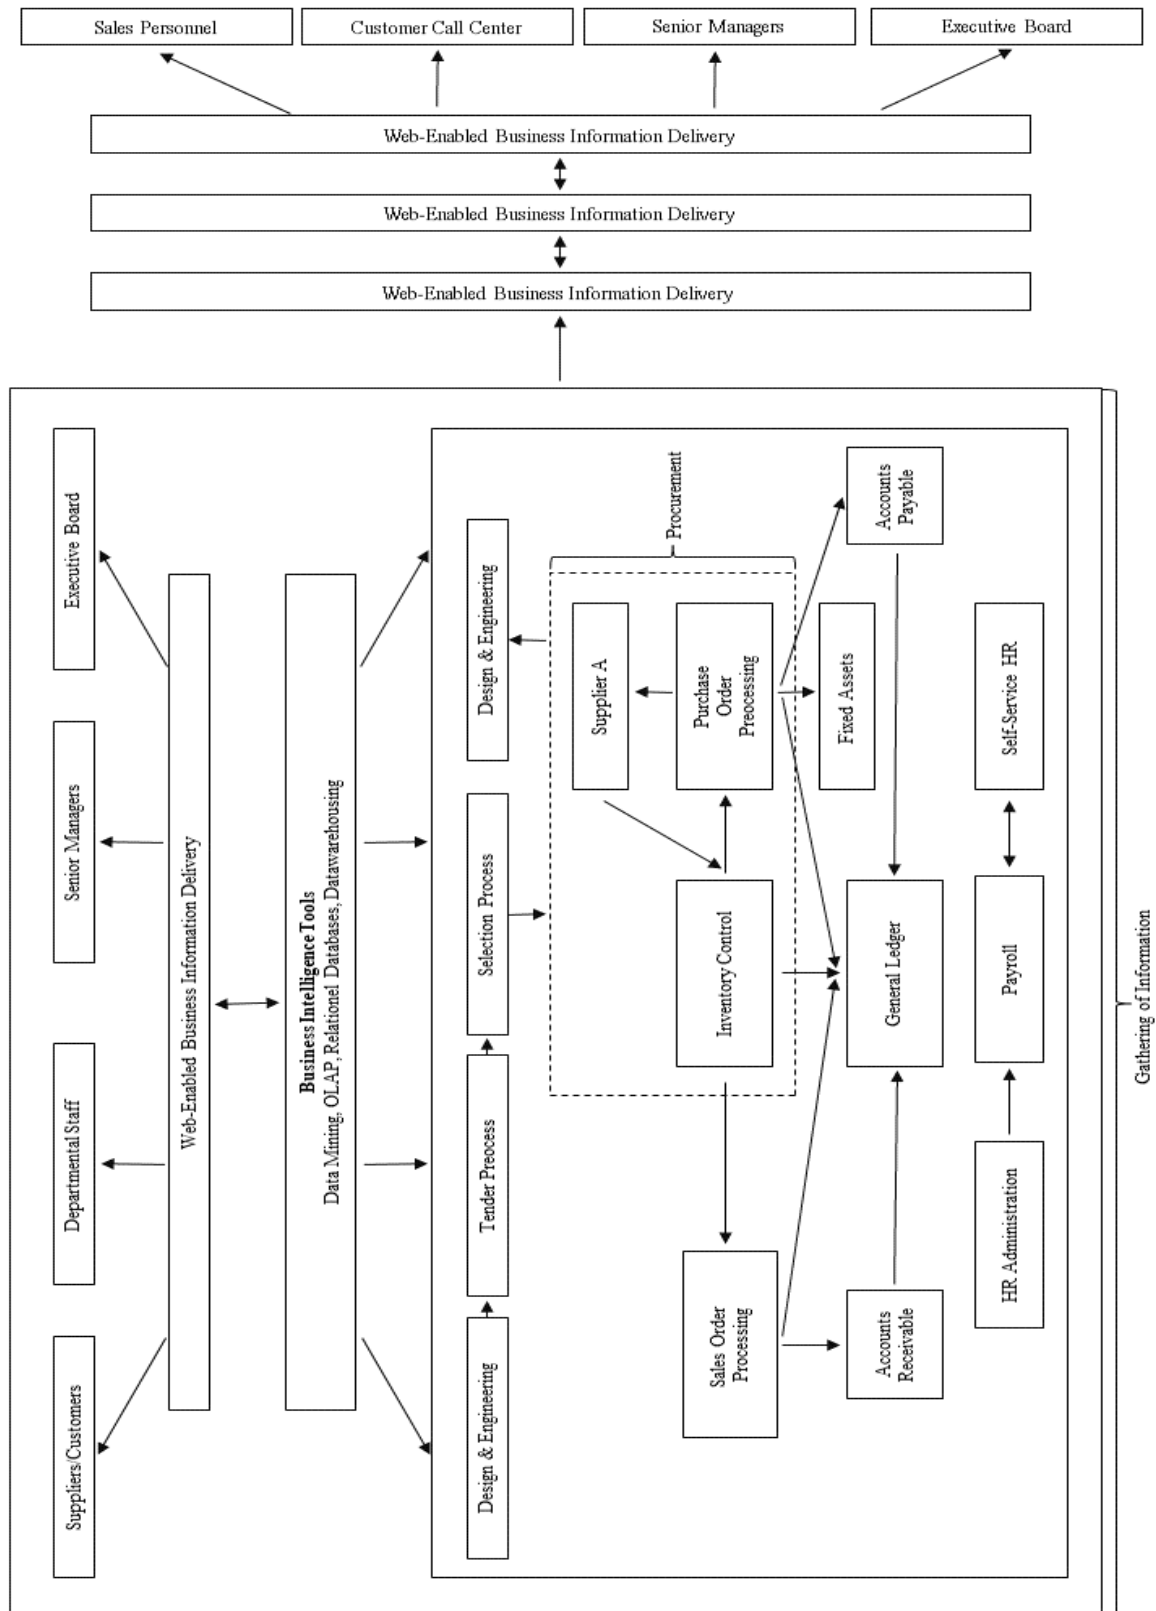 Sales Personnel
Customer Call Center
Senior Managers
Executive Board
Web-Enabled Business Information Delivery
Web-Enabled Business Information Delivery
Web-Enabled Business Information Delivery
Suppliers/Customers
Departmental Staff
Senior Managers
Executive Board
Web-Enabled Business Information Delivery
Business Intelligence Tools
Data Mining, OLAP, Relationel Databases, Datawarehousing
Design & Engineering
Tender Preocess
Selection Process
Design & Engineering
Procurement
Supplier A
Sales Order
Processing
Inventory Control
Purchase
Order
Preocessing
Fixed Assets
Accounts
Receivable
General Ledger
Accounts
Payable
HR Administration
Payroll
Self-Service HR
Gathering of Information